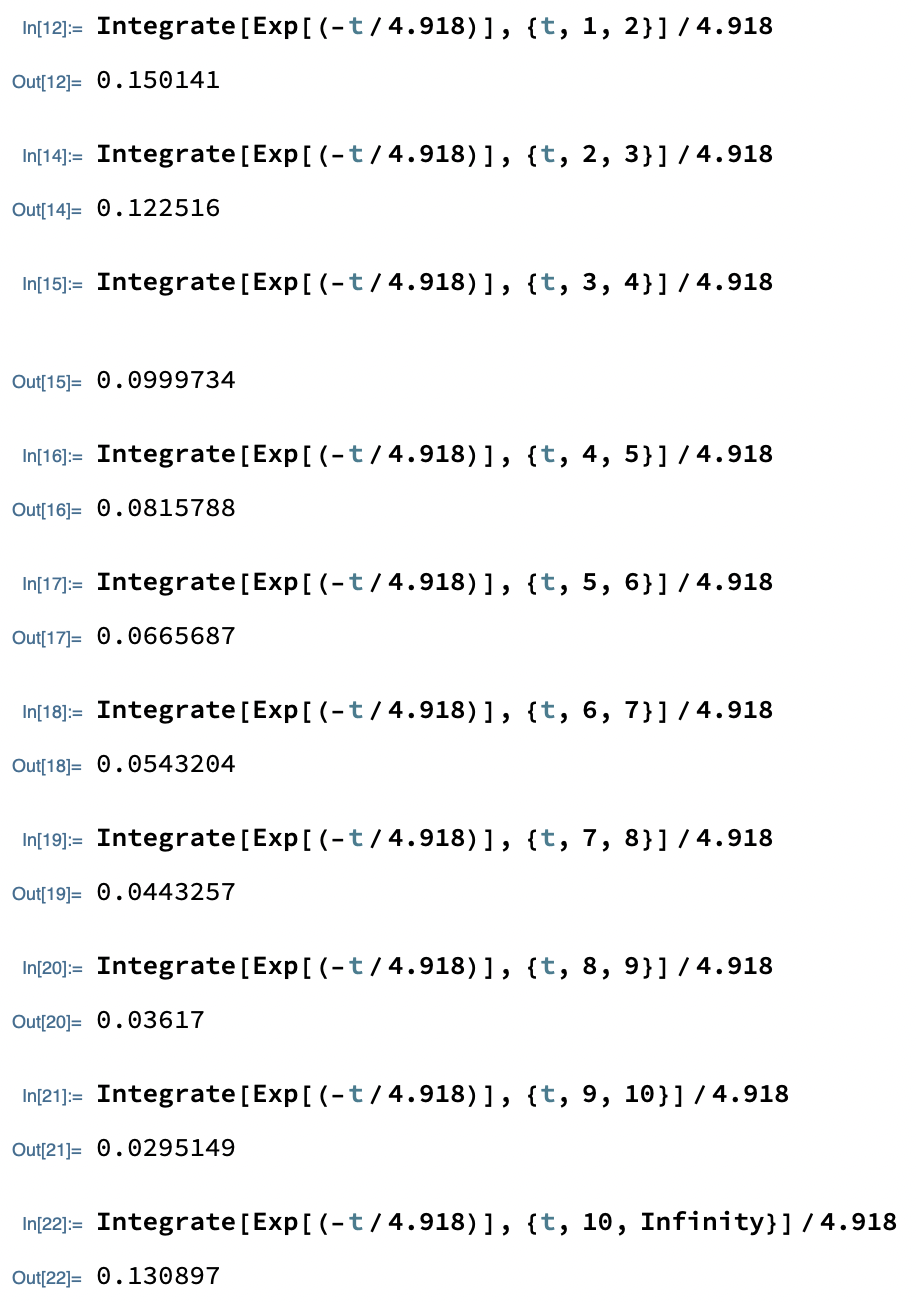 In[12]:= Integrate[Exp[(-t/4.918)], {t, 1, 2}]/4.918
Out[12]= 0.150141
In[14]:= Integrate[Exp[(-t/4.918)], {t, 2, 3}]/4.918
Out[14]= 0.122516
In[15]:= Integrate[Exp[(-t/4.918)], {t, 3, 4}]/4.918
Out[15]= 0.0999734
In[16]:= Integrate[Exp[(-t/4.918)], {t, 4, 5}]/4.918
Out[16]= 0.0815788
In[17]:= Integrate[Exp[(-t/4.918)], {t, 5, 6}]/4.918
Out[17]= 0.0665687
In[18]:= Integrate[Exp[(-t/4.918)], {t, 6, 7}]/4.918
Out[18]= 0.0543204
In[19]:= Integrate[Exp[(-t/4.918)], {t, 7, 8}]/4.918
Out[19]= 0.0443257
In[20]:= Integrate[Exp[(-t/4.918)], {t, 8, 9}]/4.918
Out[20]= 0.03617
In[21]:= Integrate[Exp[(-t/4.918)], {t, 9, 10}]/4.918
Out[21]= 0.0295149
In[22]:= Integrate[Exp[(-t/4.918)], {t, 10, Infinity}]/4.918
Out[22]= 0.130897